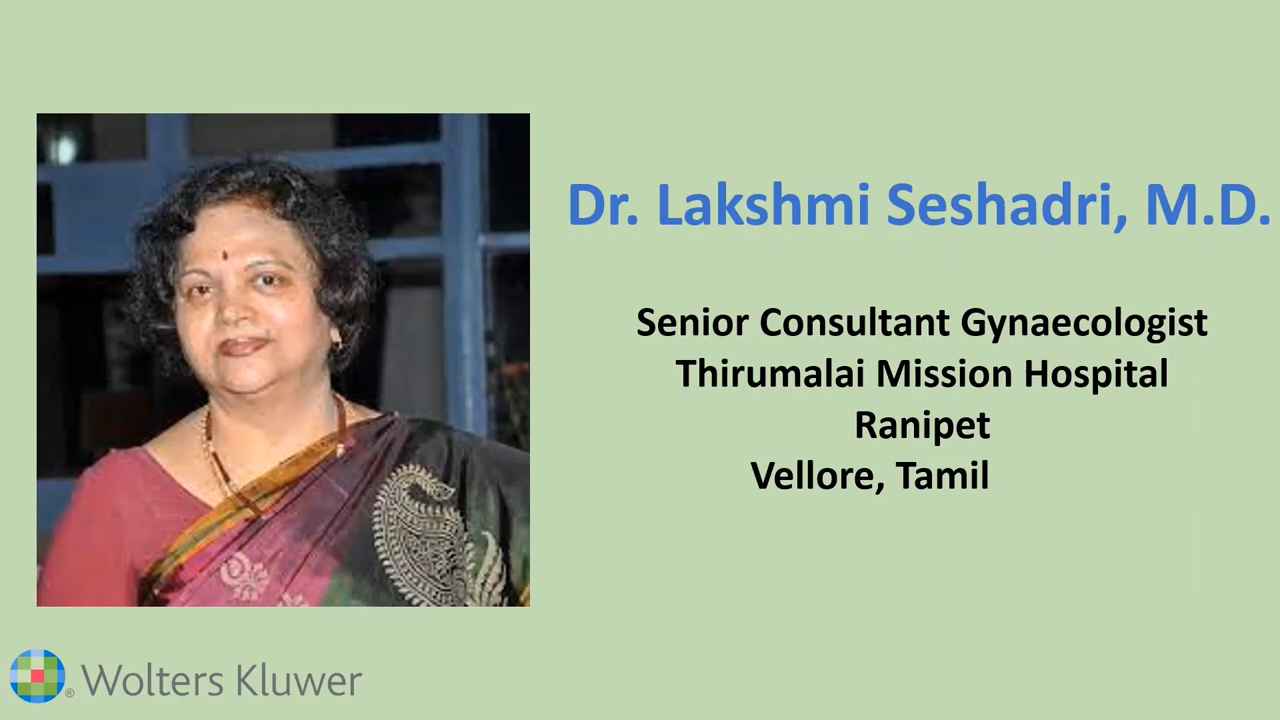 Dr. Lakshmi Seshadri, M.D.
Senior Consultant Gynaecologist
Thirumalai Mission Hospital
Ranipet
Vellore, Tamil
® Wolters Kluwer